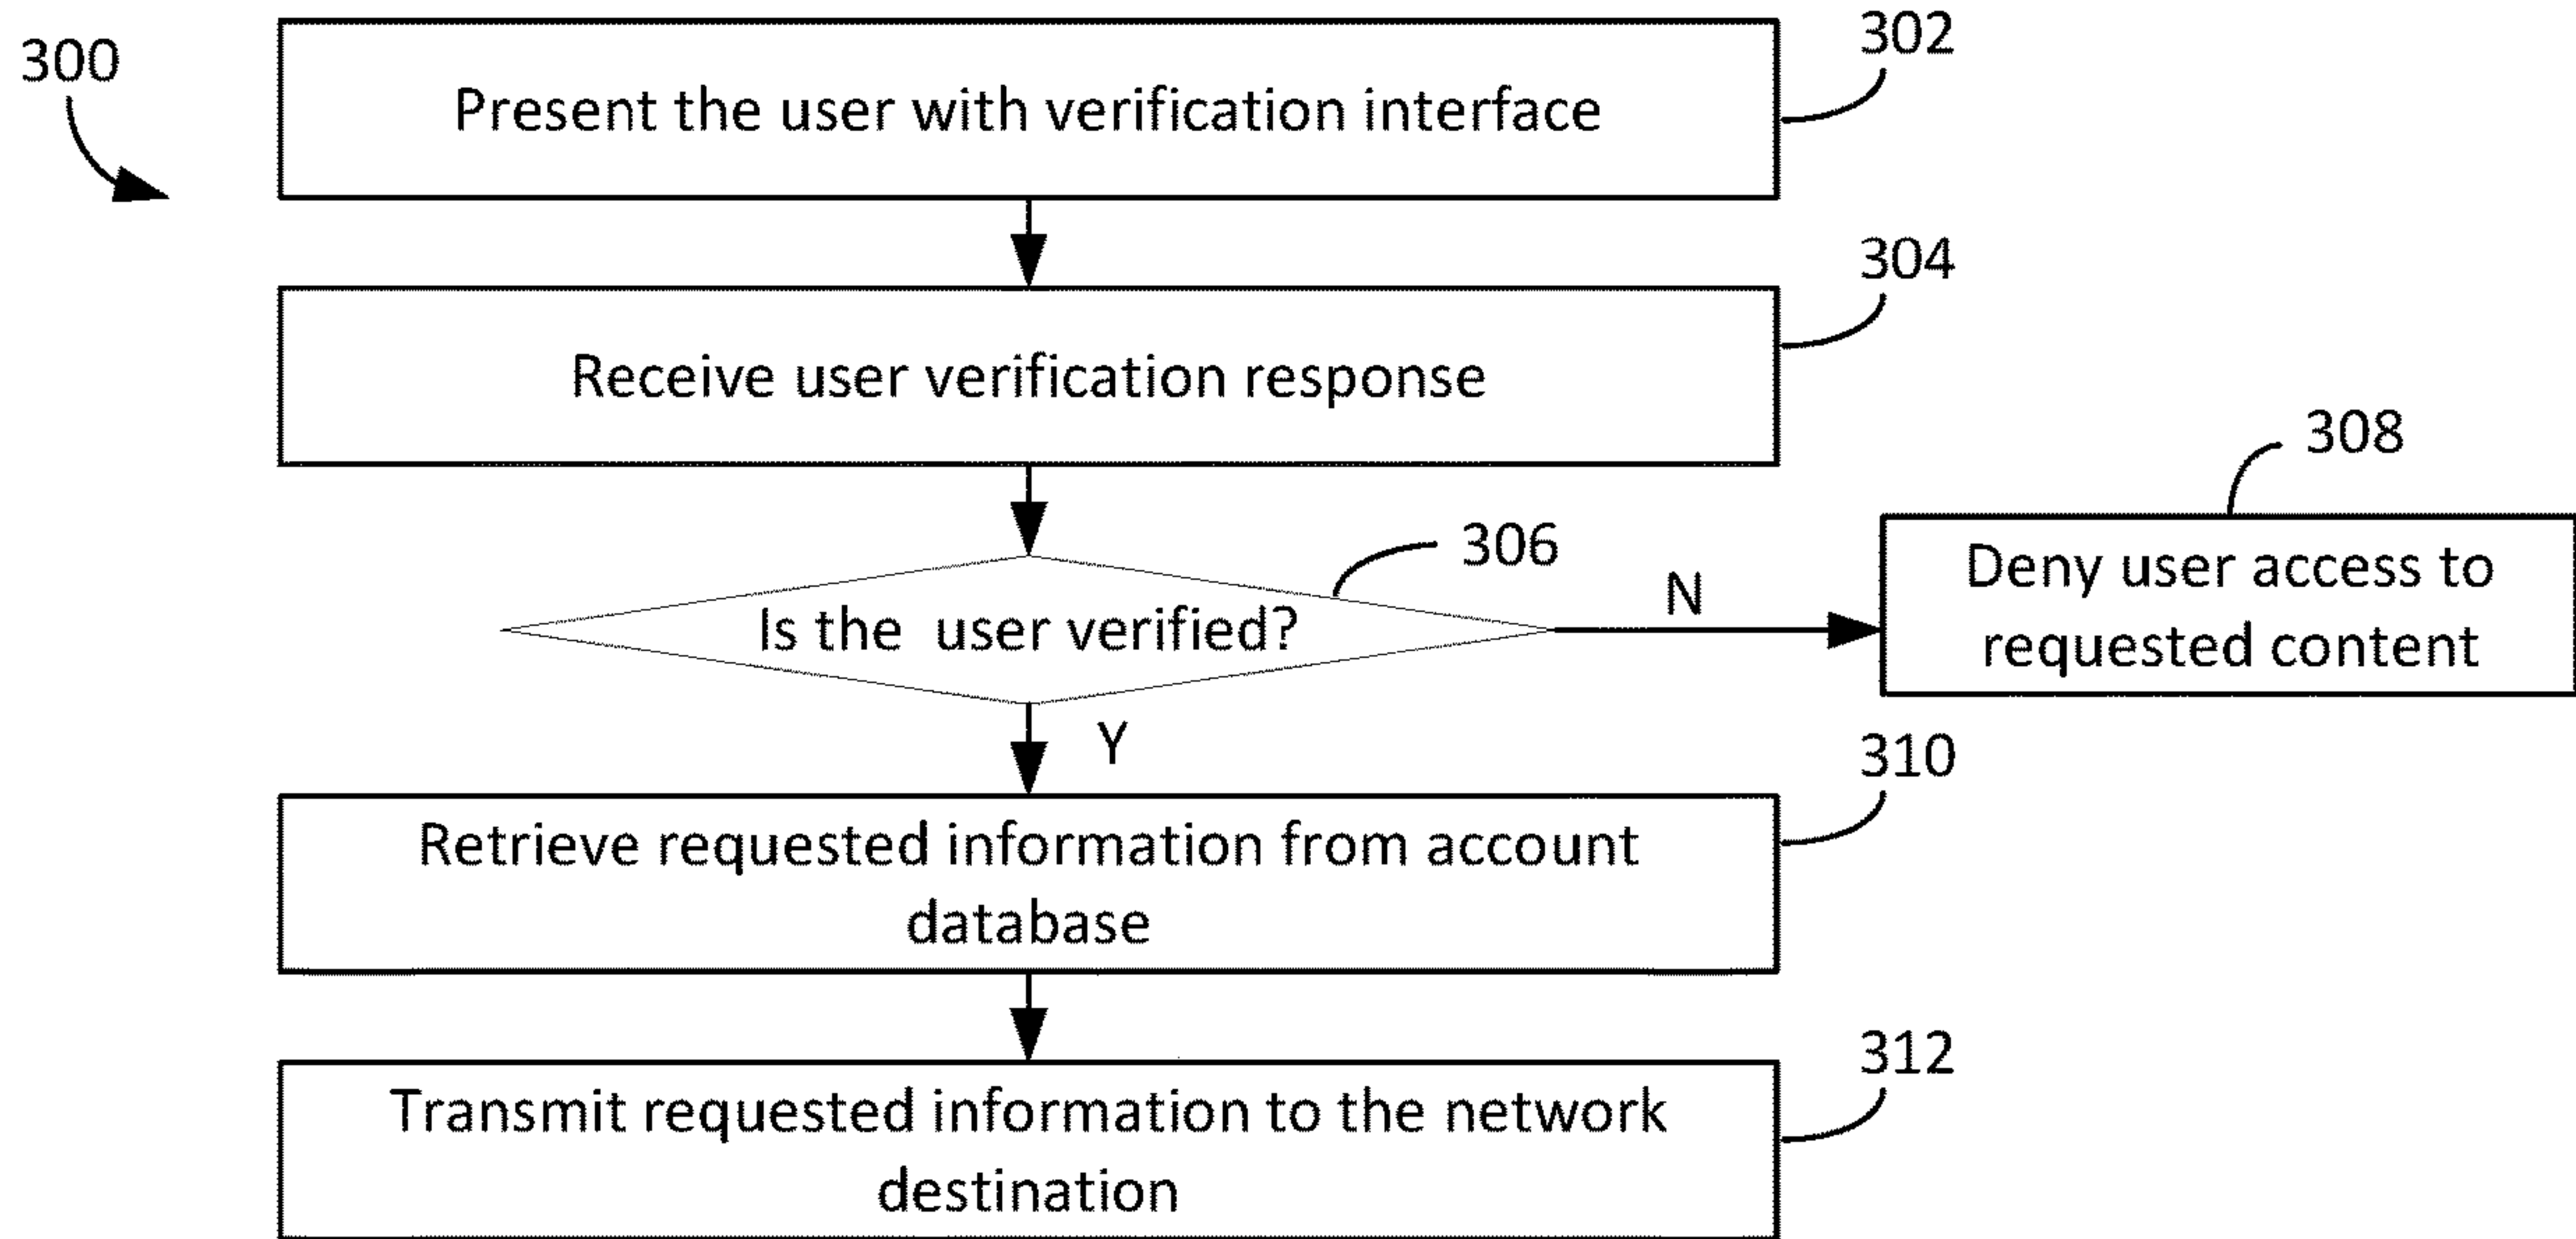 300
302
Present the user with verification interface
304
Receive user verification response
306
Is the  user verified?
N
308
Deny user access to
requested content
Y
310
Retrieve requested information from account
database
312
Transmit requested information to the network
destination